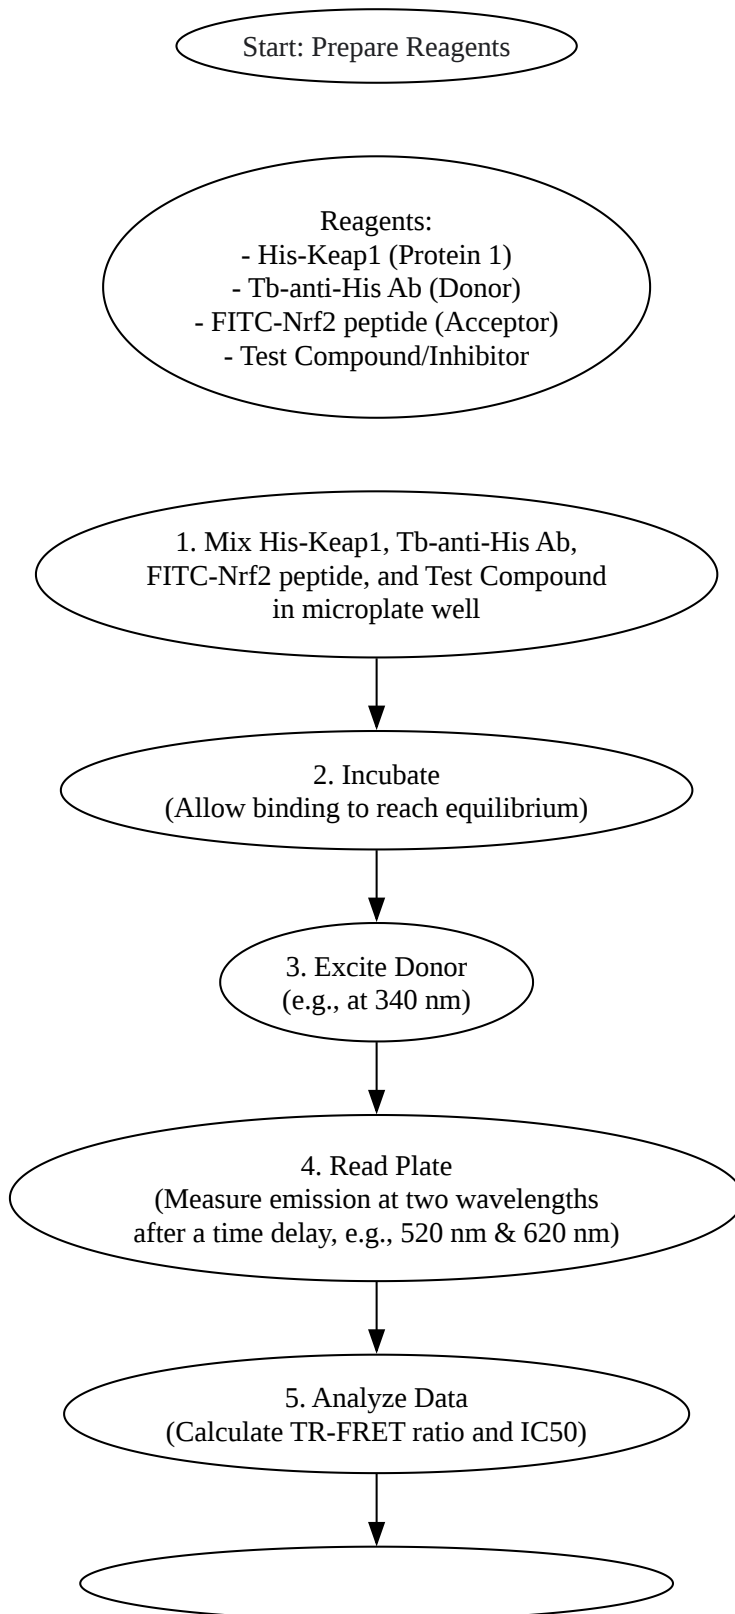 Start: Prepare Reagents
Reagents:
- His-Keap1 (Protein 1)
- Tb-anti-His Ab (Donor)
- FITC-Nrf2 peptide (Acceptor)
- Test Compound/Inhibitor
1. Mix His-Keap1, Tb-anti-His Ab,
FITC-Nrf2 peptide, and Test Compound
in microplate well
2. Incubate
(Allow binding to reach equilibrium)
3. Excite Donor
(e.g., at 340 nm)
4. Read Plate
(Measure emission at two wavelengths
after a time delay, e.g., 520 nm & 620 nm)
5. Analyze Data
(Calculate TR-FRET ratio and IC50)